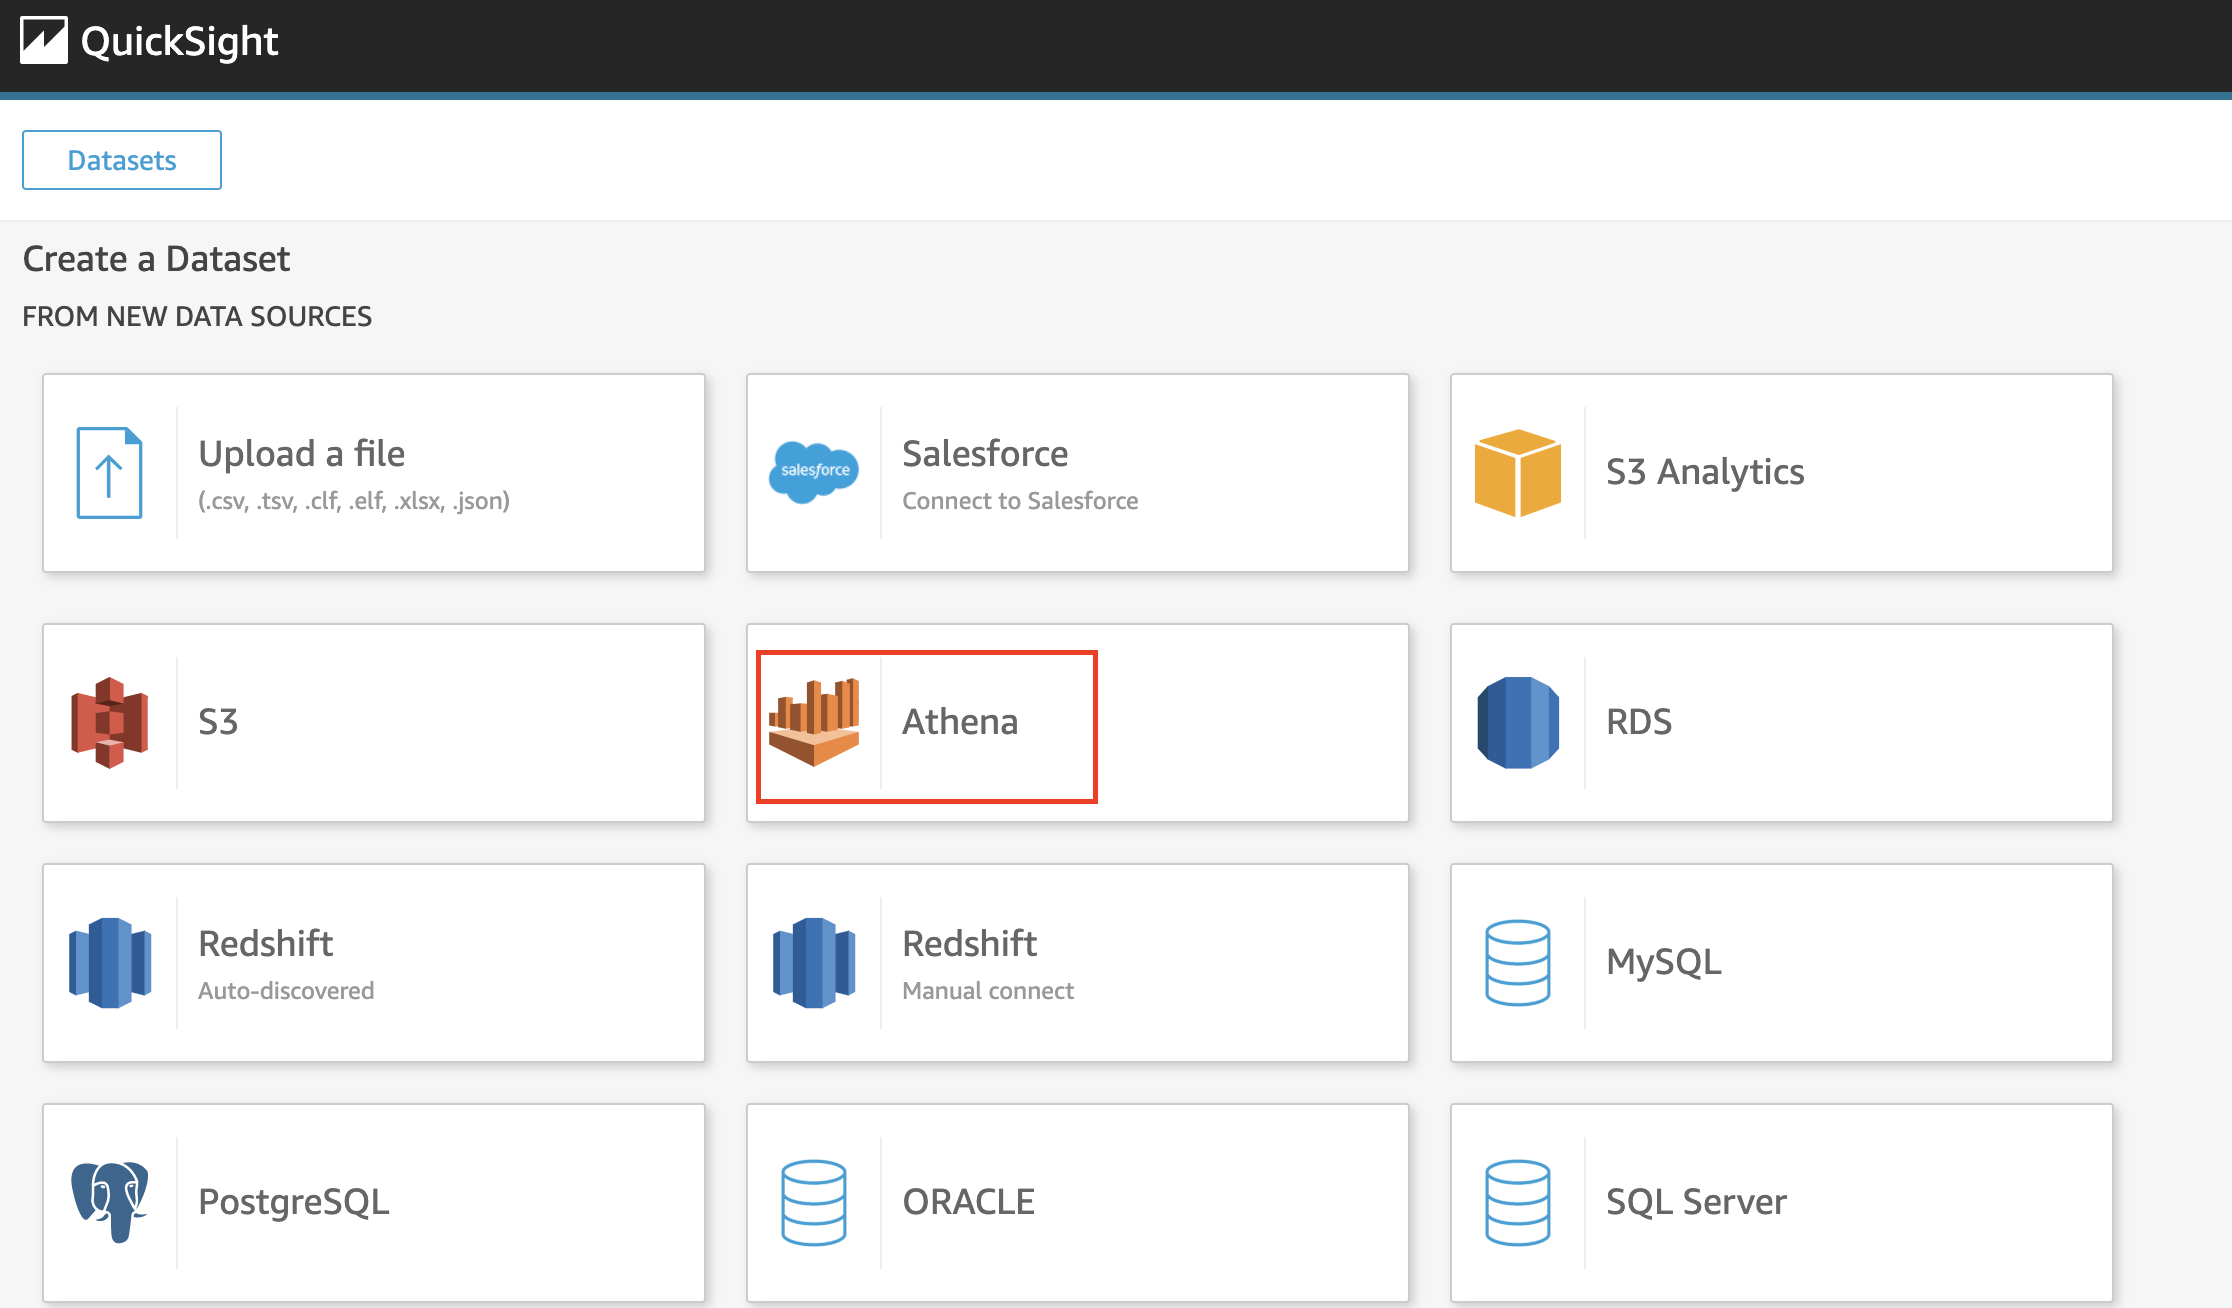 QuickSight
Datasets
Create a Dataset
FROM NEW DATA SOURCES
Upload a file
(.csv, .tsv, .clf, .elf, .xlsx, .json)
salesforce
Salesforce
Connect to Salesforce
S3 Analytics
S3
Athena
RDS
Redshift
Auto-discovered
Redshift
Manual connect
MySQL
PostgreSQL
ORACLE
SQL Server